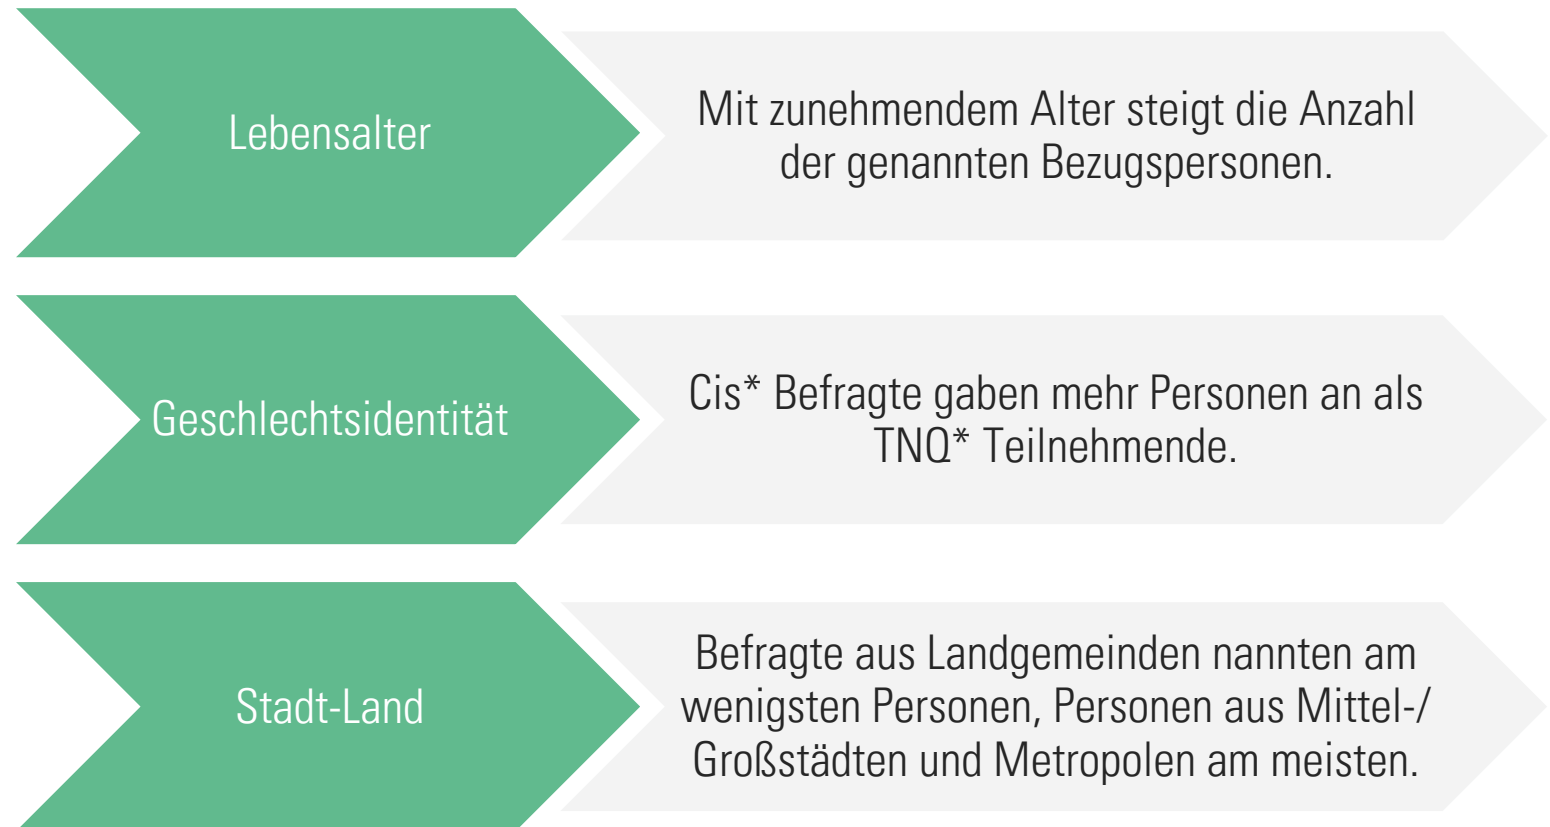 Lebensalter
Mit zunehmendem Alter steigt die Anzahl
der genannten Bezugspersonen.
Geschlechtsidentität
Cis* Befragte gaben mehr Personen an als
TNQ* Teilnehmende.
Stadt-Land
Befragte aus Landgemeinden nannten am
wenigsten Personen, Personen aus Mittel-/
Großstädten und Metropolen am meisten.